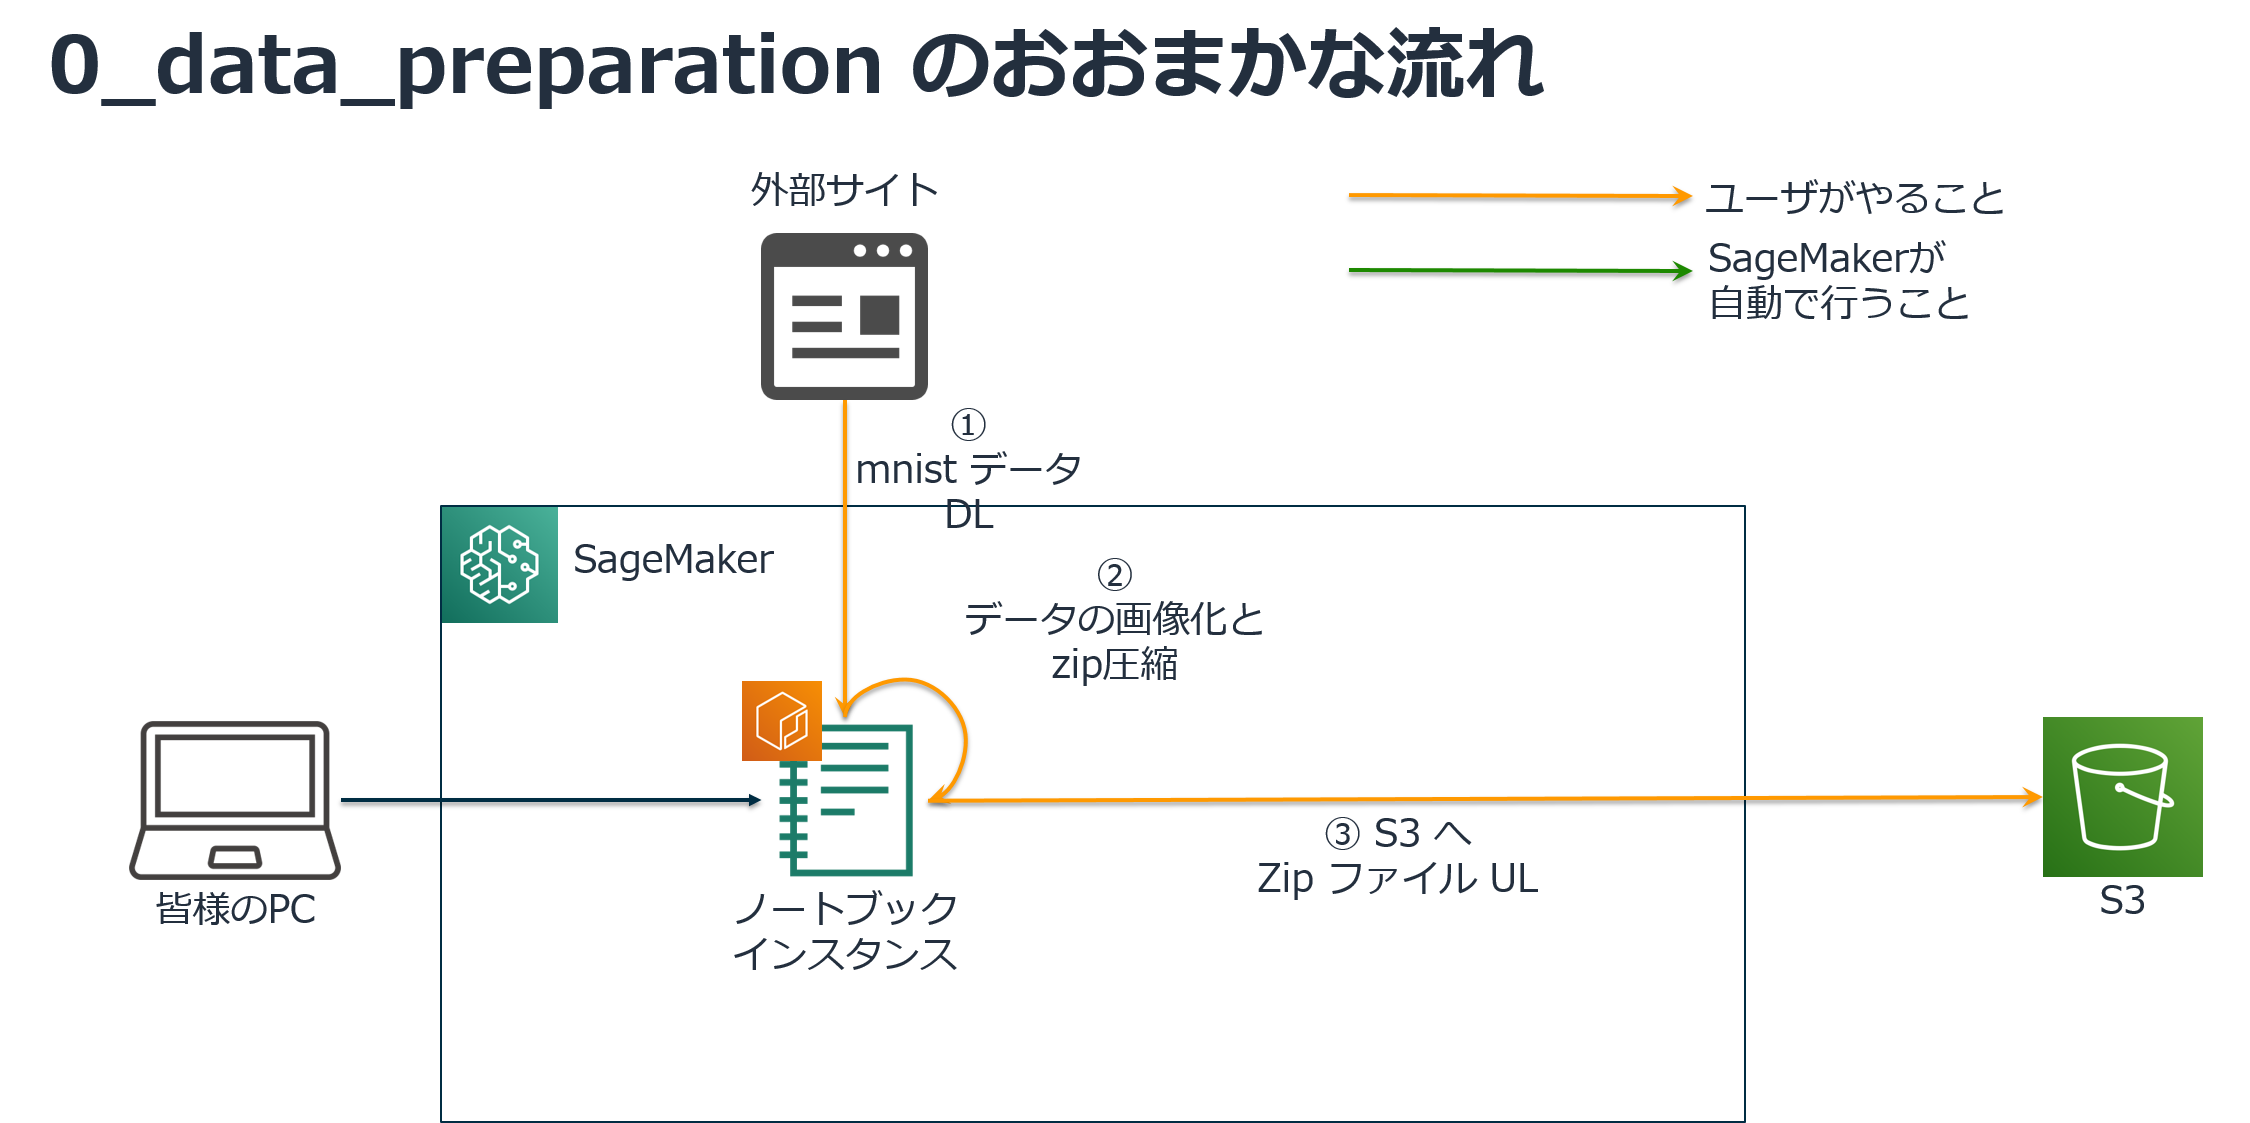 0_data_preparation のおおまかな流れ
外部サイト
ユーザがやること
SageMakerが
自動で行うこと
①
mnist データ
DL
SageMaker
②
データの画像化と
zip圧縮
③ S3 へ
Zip ファイル UL
皆様のPC
ノートブック
インスタンス
S3